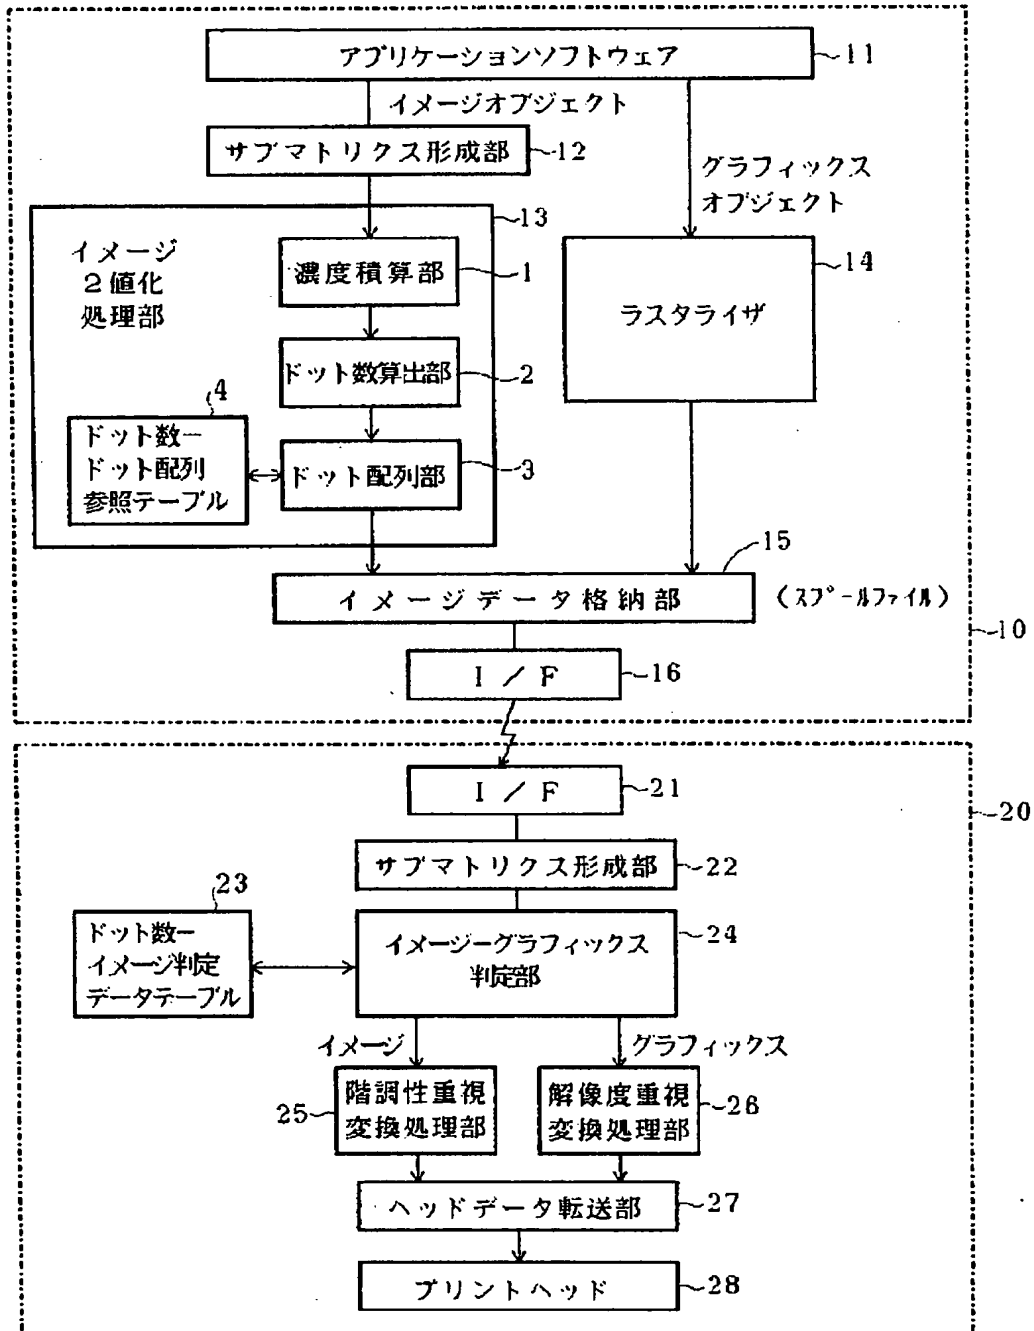 アプリケーションソフトウェア
11
イメージオブジェクト
サブマトリクス形成部
12
グラフィックス
オブジェクト
13
イメージ
2値化
処理部
濃度積算部
1
14
ラスタライザ
ドット数算出部
2
4
ドット数ー
ドット配列
参照テーブル
ドット配列部
3
15
イメージデータ格納部
(スプールファイル)
10
I/F
16
I/F
21
20
サブマトリクス形成部
22
23
ドット数ー
イメージ判定
データテーブル
イメージーグラフィックス
判定部
24
イメージ
グラフィックス
階調性重視
変換処理部
25
解像度重視
変換処理部
26
ヘッドデータ転送部
27
プリントヘッド
28